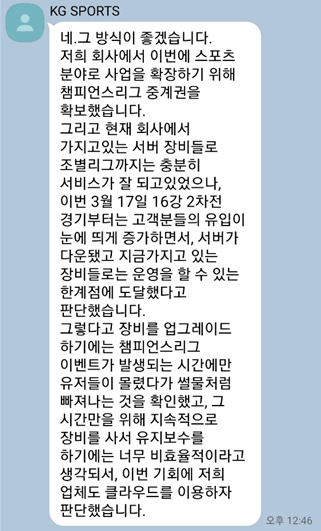 KG SPORTS
네.그 방식이 좋겠습니다.
저희 회사에서 이번에 스포츠
분야로 사업을 확장하기 위해
챔피언스리그 중계권을
확보했습니다.
그리고 현재 회사에서
가지고있는 서버 장비들로
조별리그까지는 충분히
서비스가 잘 되고있었으나,
이번 3월 17일 16강 2차전
경기부터는 고객분들의 유입이
눈에 띄게 증가하면서, 서버가
다운됐고 지금가지고 있는
장비들로는 운영을 할 수 있는
한계점에 도달했다고
판단했습니다.
그렇다고 장비를 업그레이드
하기에는 챔피언스리그
이벤트가 발생되는 시간에만
유저들이 몰렸다가 썰물처럼
빠져나는 것을 확인했고, 그
시간만을 위해 지속적으로
장비를 사서 유지보수를
하기에는 너무 비효율적이라고
생각되서, 이번 기회에 저희
업체도 클라우드를 이용하자
판단했습니다.
오후 12:46